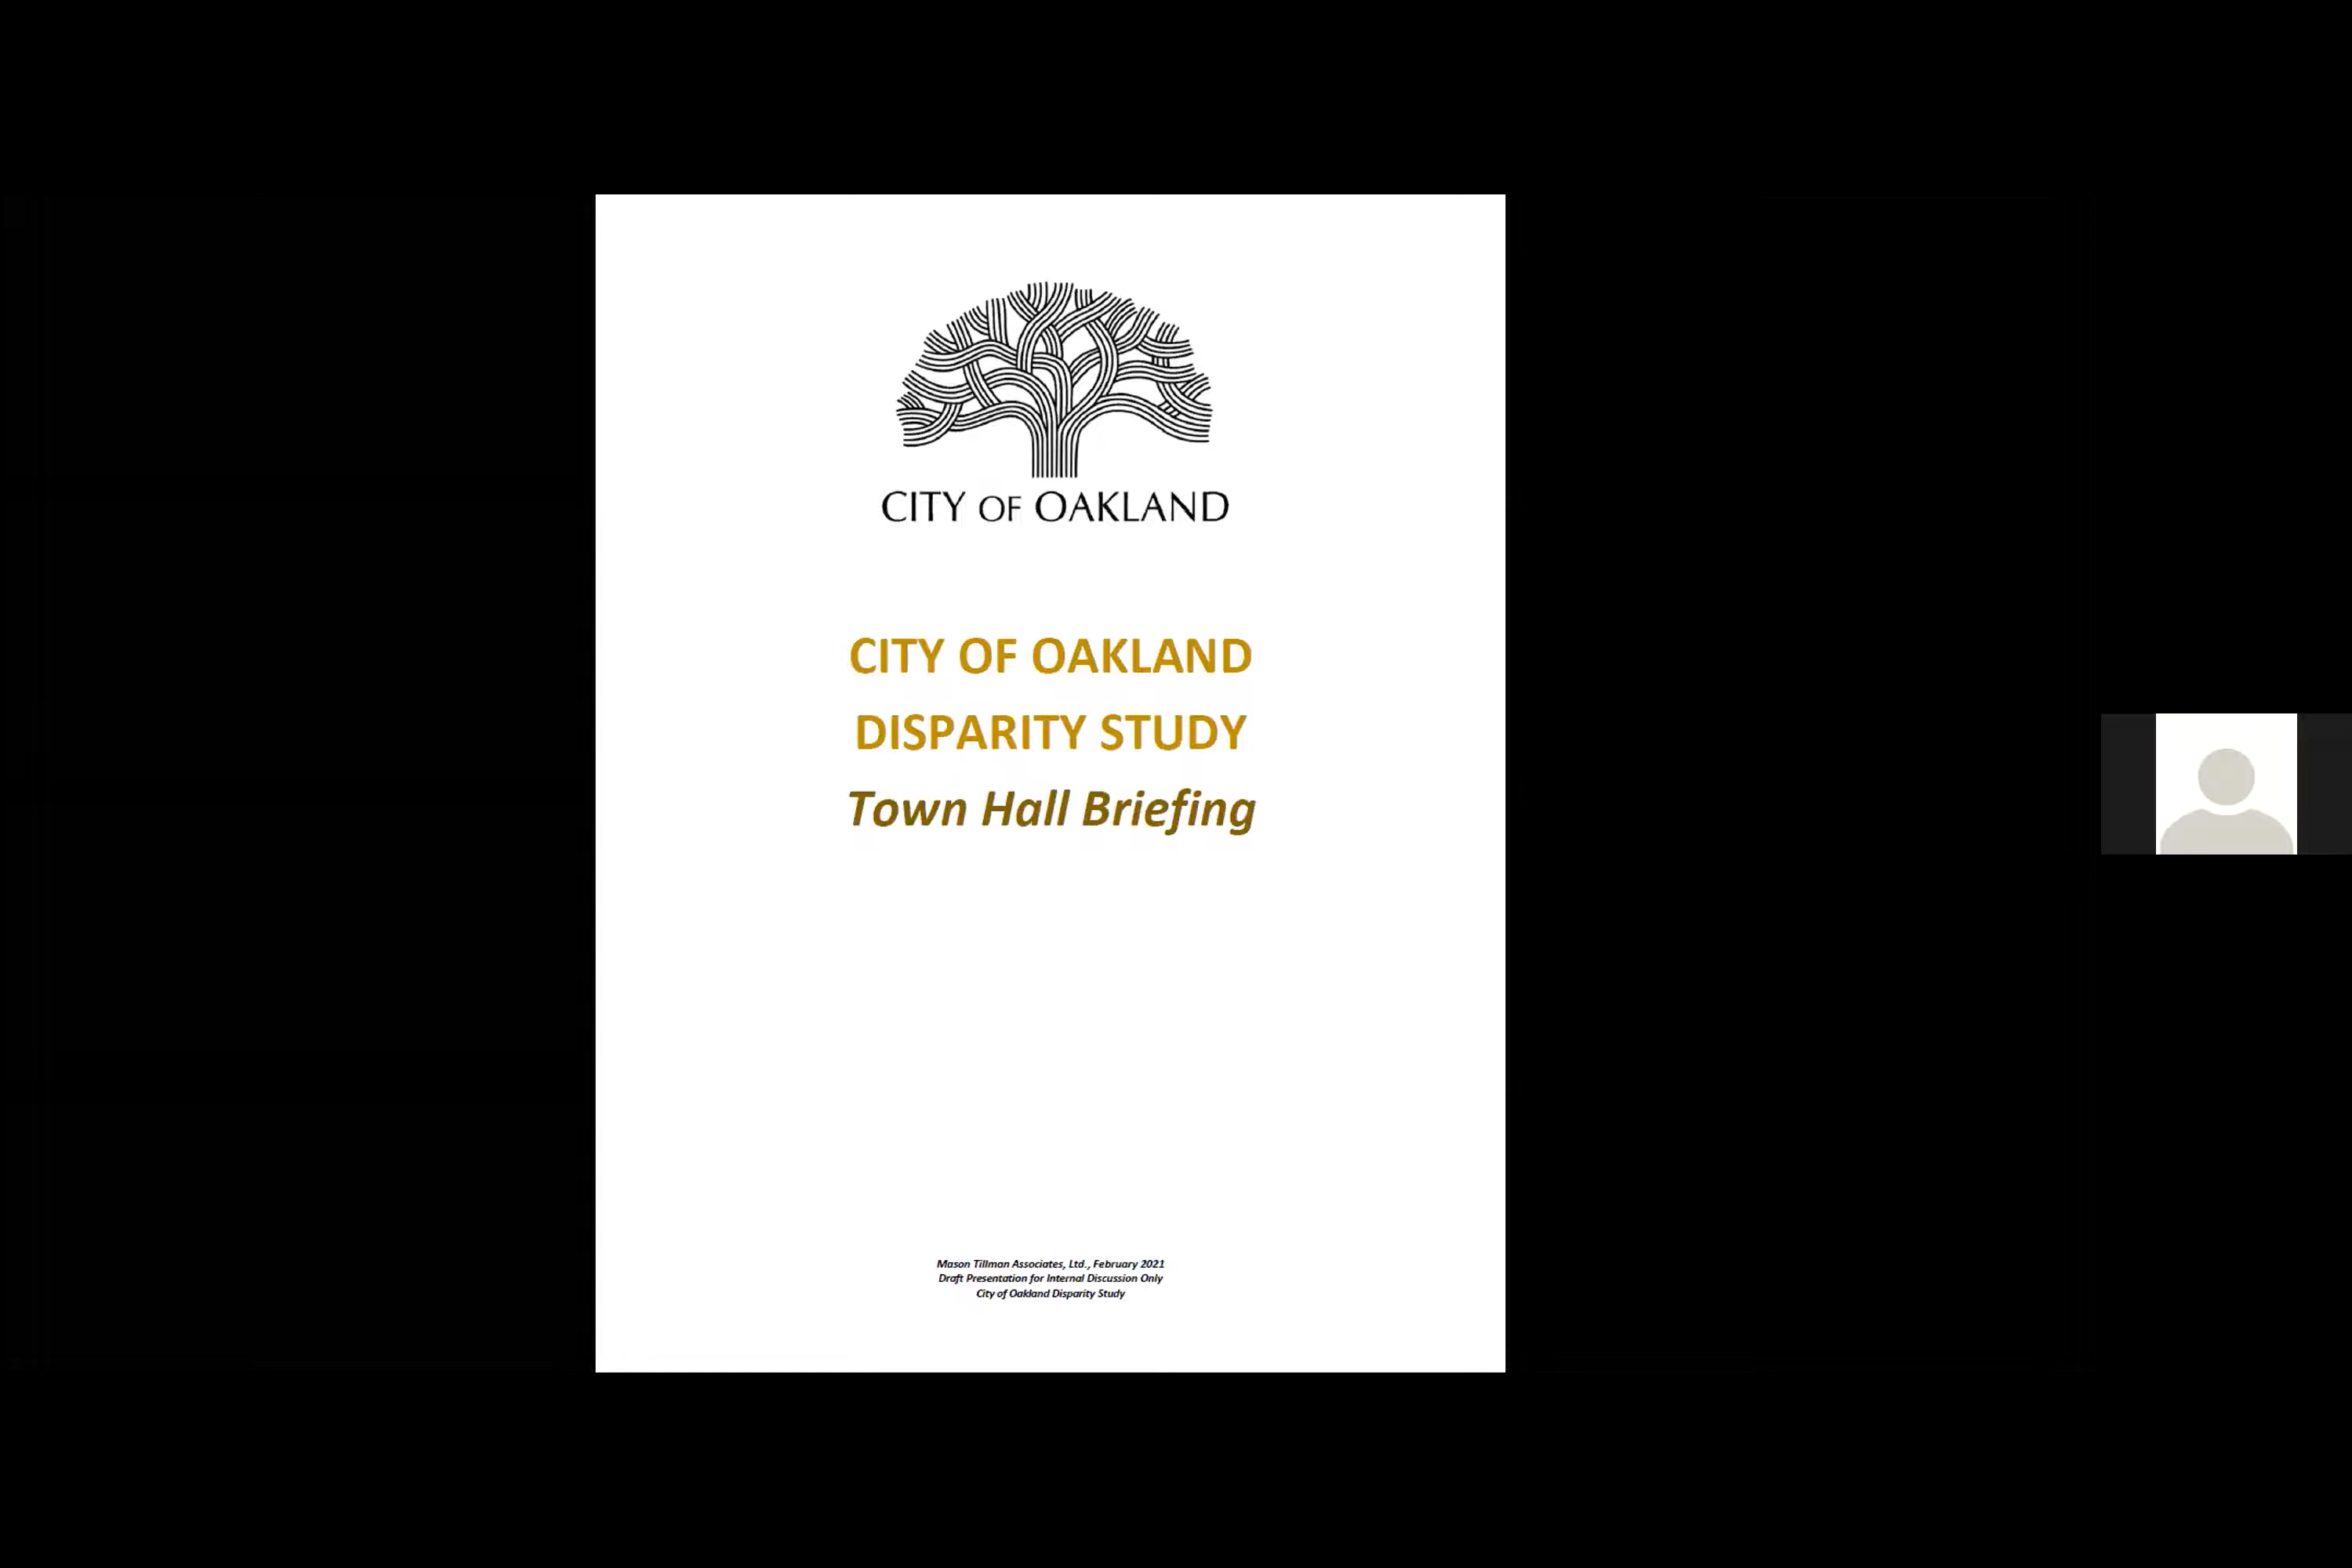 CITY OF OAKLAND
CITY OF OAKLAND
DISPARITY STUDY
Town Hall Briefing
Mason Tillman Associates, Ltd., February 2021
Draft Presentation for Internal Discussion Only
City of Oakland Disparity Study